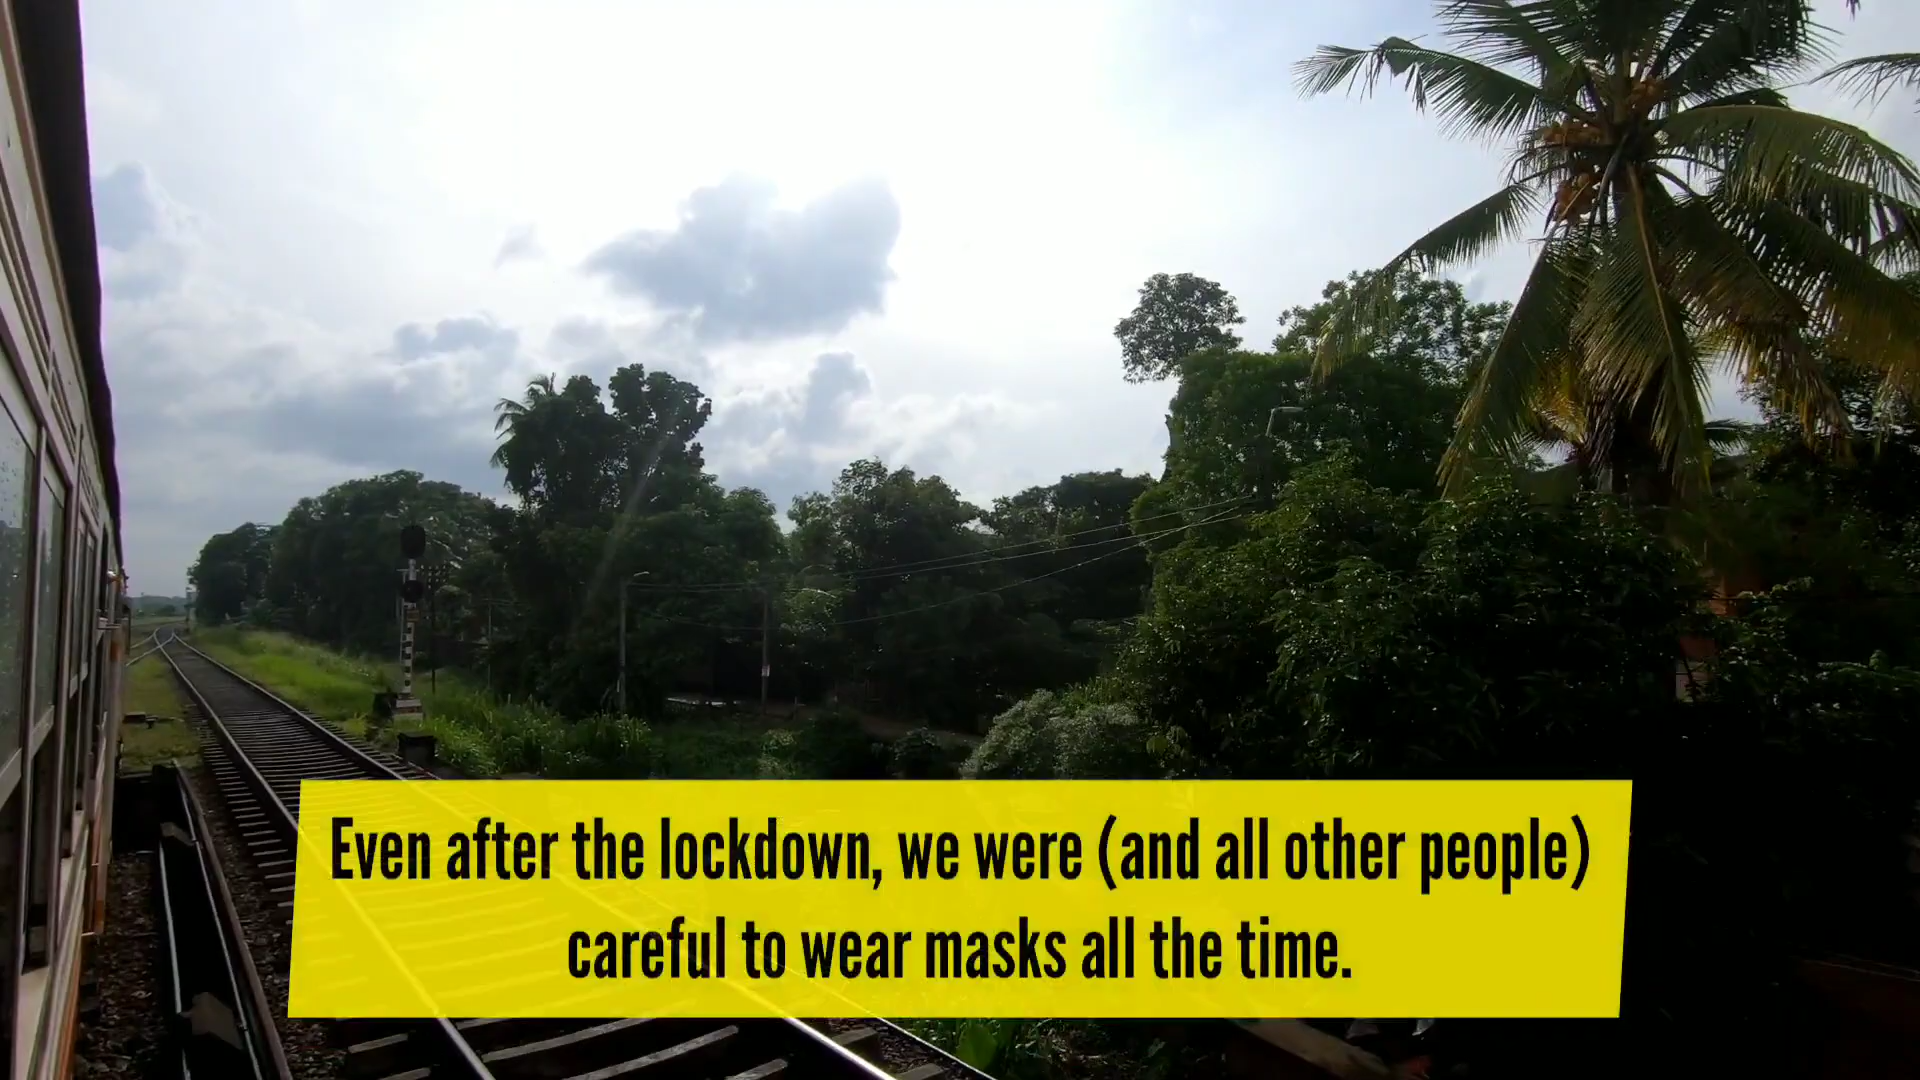 Even after the lockdown, we were (and all other people)
careful to wear masks all the time.